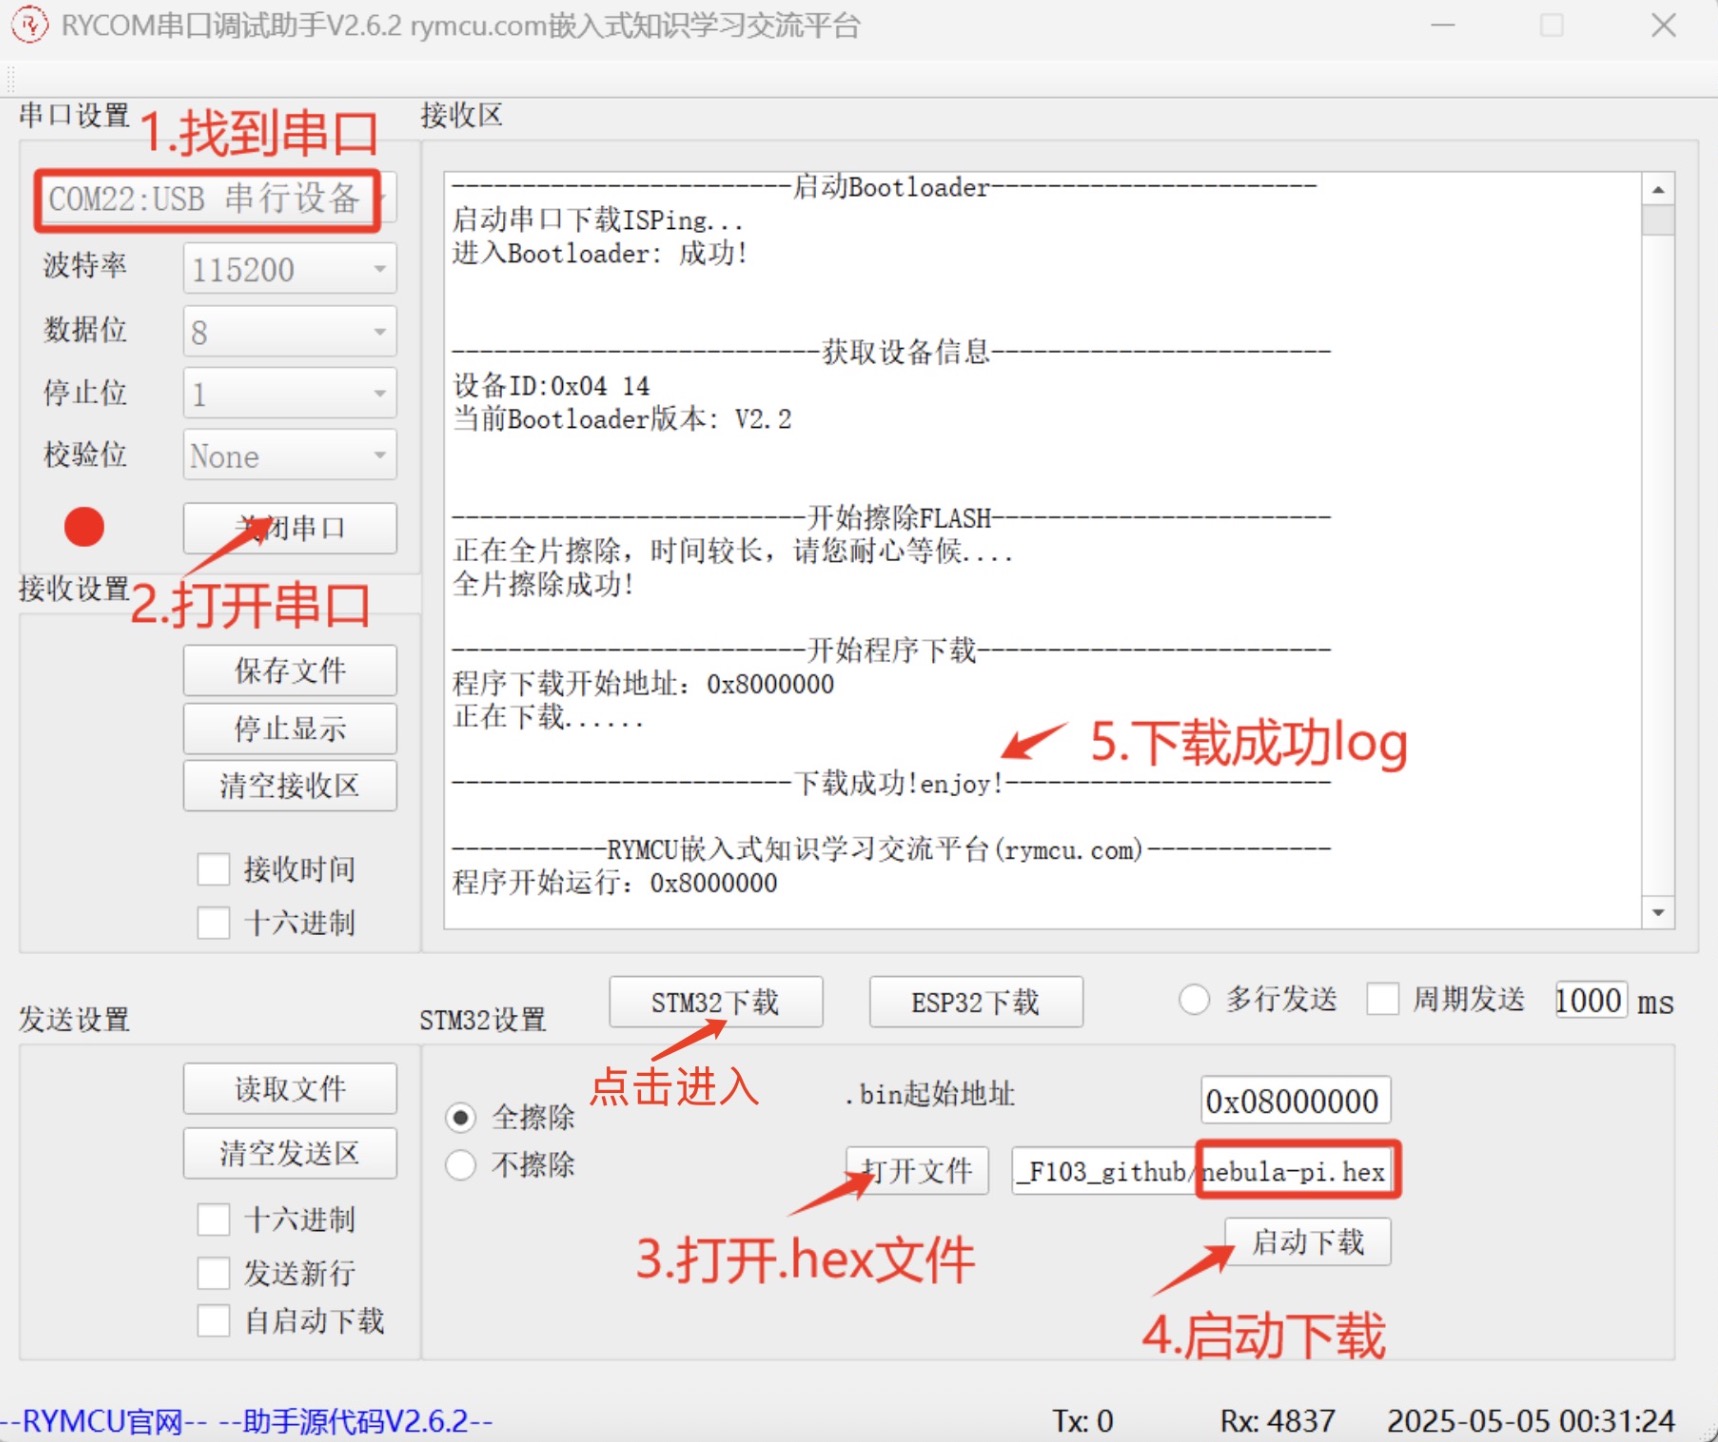 RYCOM串口调试助手V2.6.2 rymcu.com嵌入式知识学习交流平台
串口设置
1.找到串口
COM22:USB 串行设备
波特率 115200
数据位 8
停止位 1
校验位 None
关闭串口
2.打开串口
接收设置
保存文件
停止显示
清空接收区
接收时间
十六进制
接收区
------------------------启动Bootloader-----------------------
启动串口下载ISPing...
进入Bootloader: 成功!
--------------------------获取设备信息------------------------
设备ID:0x04 14
当前Bootloader版本: V2.2
-------------------------开始擦除FLASH------------------------
正在全片擦除，时间较长，请您耐心等候....
全片擦除成功!
-------------------------开始程序下载-------------------------
程序下载开始地址：0x8000000
正在下载......
5.下载成功log
------------------------下载成功!enjoy!-----------------------
-----------RYMCU嵌入式知识学习交流平台(rymcu.com)-------------
程序开始运行：0x8000000
STM32下载
ESP32下载
多行发送
周期发送
1000 ms
点击进入
发送设置
读取文件
清空发送区
十六进制
发送新行
自启动下载
STM32设置
全擦除
不擦除
.bin起始地址 0x08000000
打开文件 _F103_github/nebula-pi.hex
启动下载
3.打开.hex文件
4.启动下载
--RYMCU官网-- --助手源代码V2.6.2--
Tx: 0 Rx: 4837 2025-05-05 00:31:24